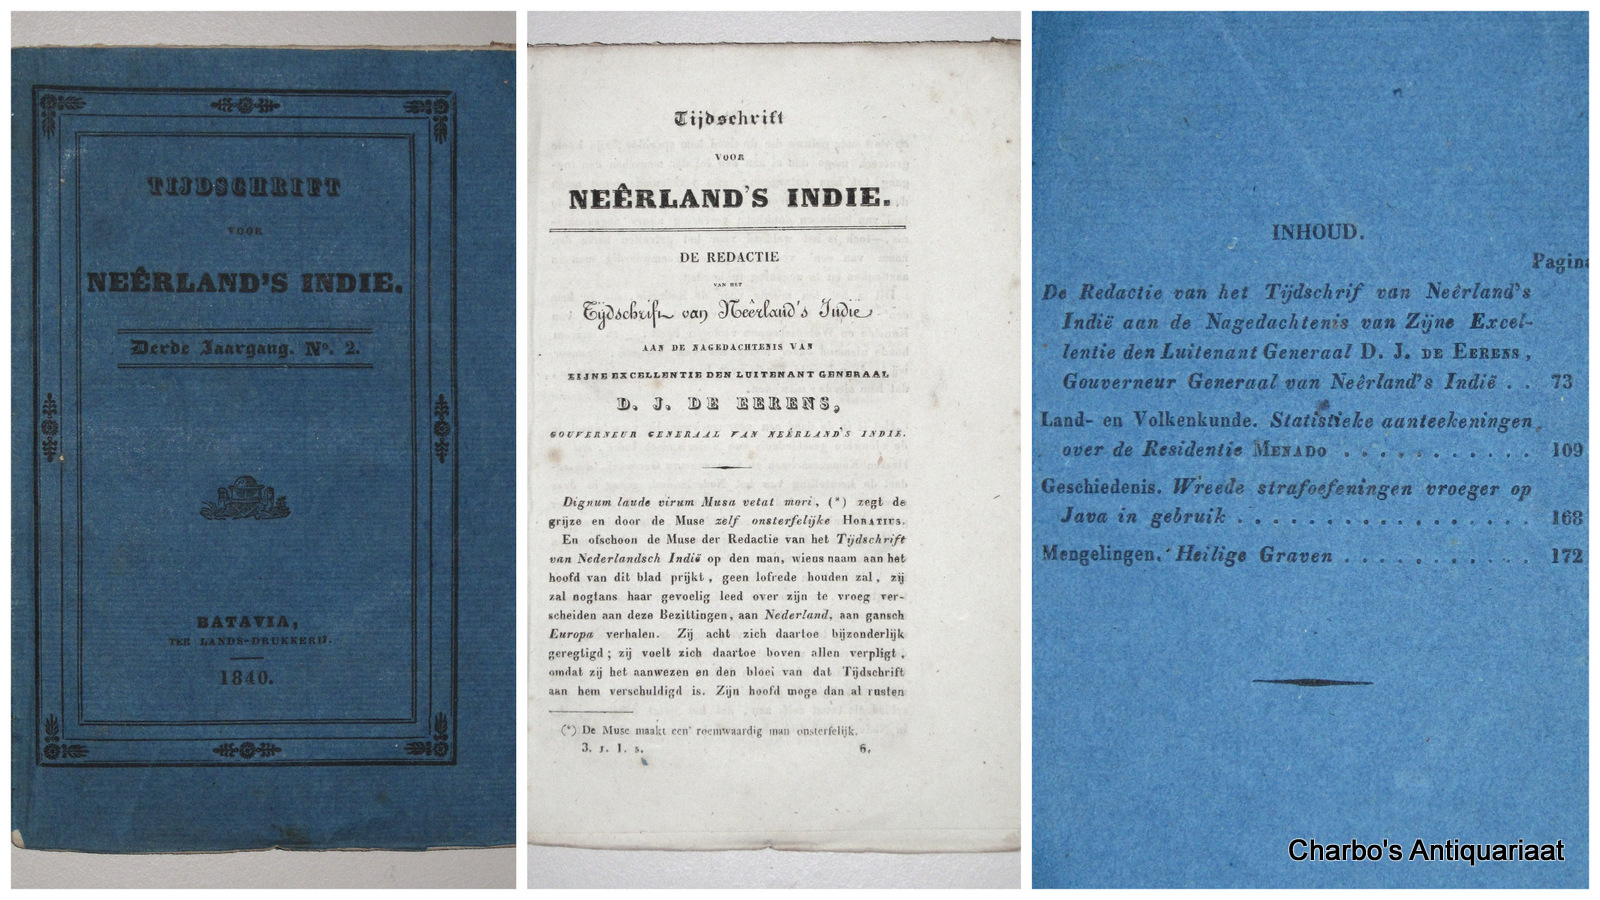 TIJDSCHRIFT
VOOR
NEÊRLAND'S INDIE.
Derde Jaargang. No. 2.
BATAVIA,
TER LANDS-DRUKKERIJ.
1840.
Tijdschrift
VOOR
NEÊRLAND'S INDIE.
DE REDACTIE
VAN HET
Tijdschrift van Neêrland's Indie
AAN DE NAGEDACHTENIS VAN
ZIJNE EXCELLENTIE DEN LUITENANT GENERAAL
D. J. DE EERENS,
GOUVERNEUR GENERAAL VAN NEÊRLAND'S INDIE.
Dignum laude virum Musa vetat mori, (*) zegt de
grijze en door de Muse zelf onsterfelijke HORATIUS.
En ofschoon de Muse der Redactie van het Tijdschrift
van Nederlandsch Indië op den man, wiens naam aan het
hoofd van dit blad prijkt, geen lofrede houden zal, zij
zal nogtans haar gevoelig leed over zijn te vroeg ver-
scheiden aan deze Bezittingen, aan Nederland, aan gansch
Europa verhalen. Zij acht zich daartoe bijzonderlijk
geregtigd; zij voelt zich daartoe boven allen verpligt,
omdat zij het aanwezen en den bloei van dat Tijdschrift
aan hem verschuldigd is. Zijn hoofd moge dan al rusten
(*) De Muse maakt een' roemwaardig man onsterfelijk.
3. J. 1. s. 6.
INHOUD.
Pagina
De Redactie van het Tijdschrif van Neêrland's
Indië aan de Nagedachtenis van Zijne Excel-
lentie den Luitenant Generaal D. J. DE EERENS,
Gouverneur Generaal van Neêrland's Indië . . 73
Land- en Volkenkunde. Statistieke aanteekeningen
over de Residentie MENADO . . . . . . . . . . . 109
Geschiedenis. Wreede strafoefeningen vroeger op
Java in gebruik . . . . . . . . . . . . . . . . . 168
Mengelingen. Heilige Graven . . . . . . . . . . . 172
Charbo's Antiquariaat